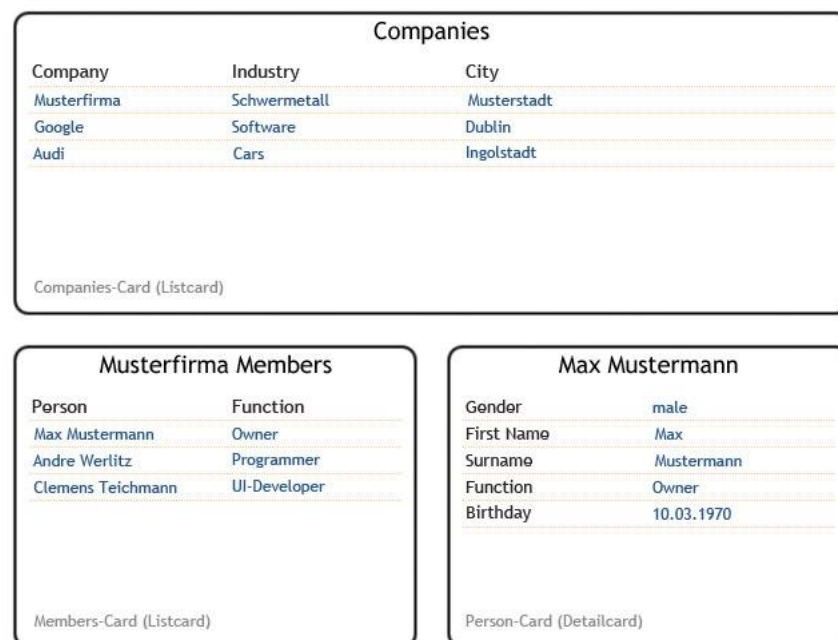 Companies
Company Industry City
Musterfirma Schwermetall Musterstadt
Google Software Dublin
Audi Cars Ingolstadt
Companies-Card (Listcard)
Musterfirma Members
Person Function
Max Mustermann Owner
Andre Werlitz Programmer
Clemens Teichmann UI-Developer
Members-Card (Listcard)
Max Mustermann
Gender male
First Name Max
Surname Mustermann
Function Owner
Birthday 10.03.1970
Person-Card (Detailcard)